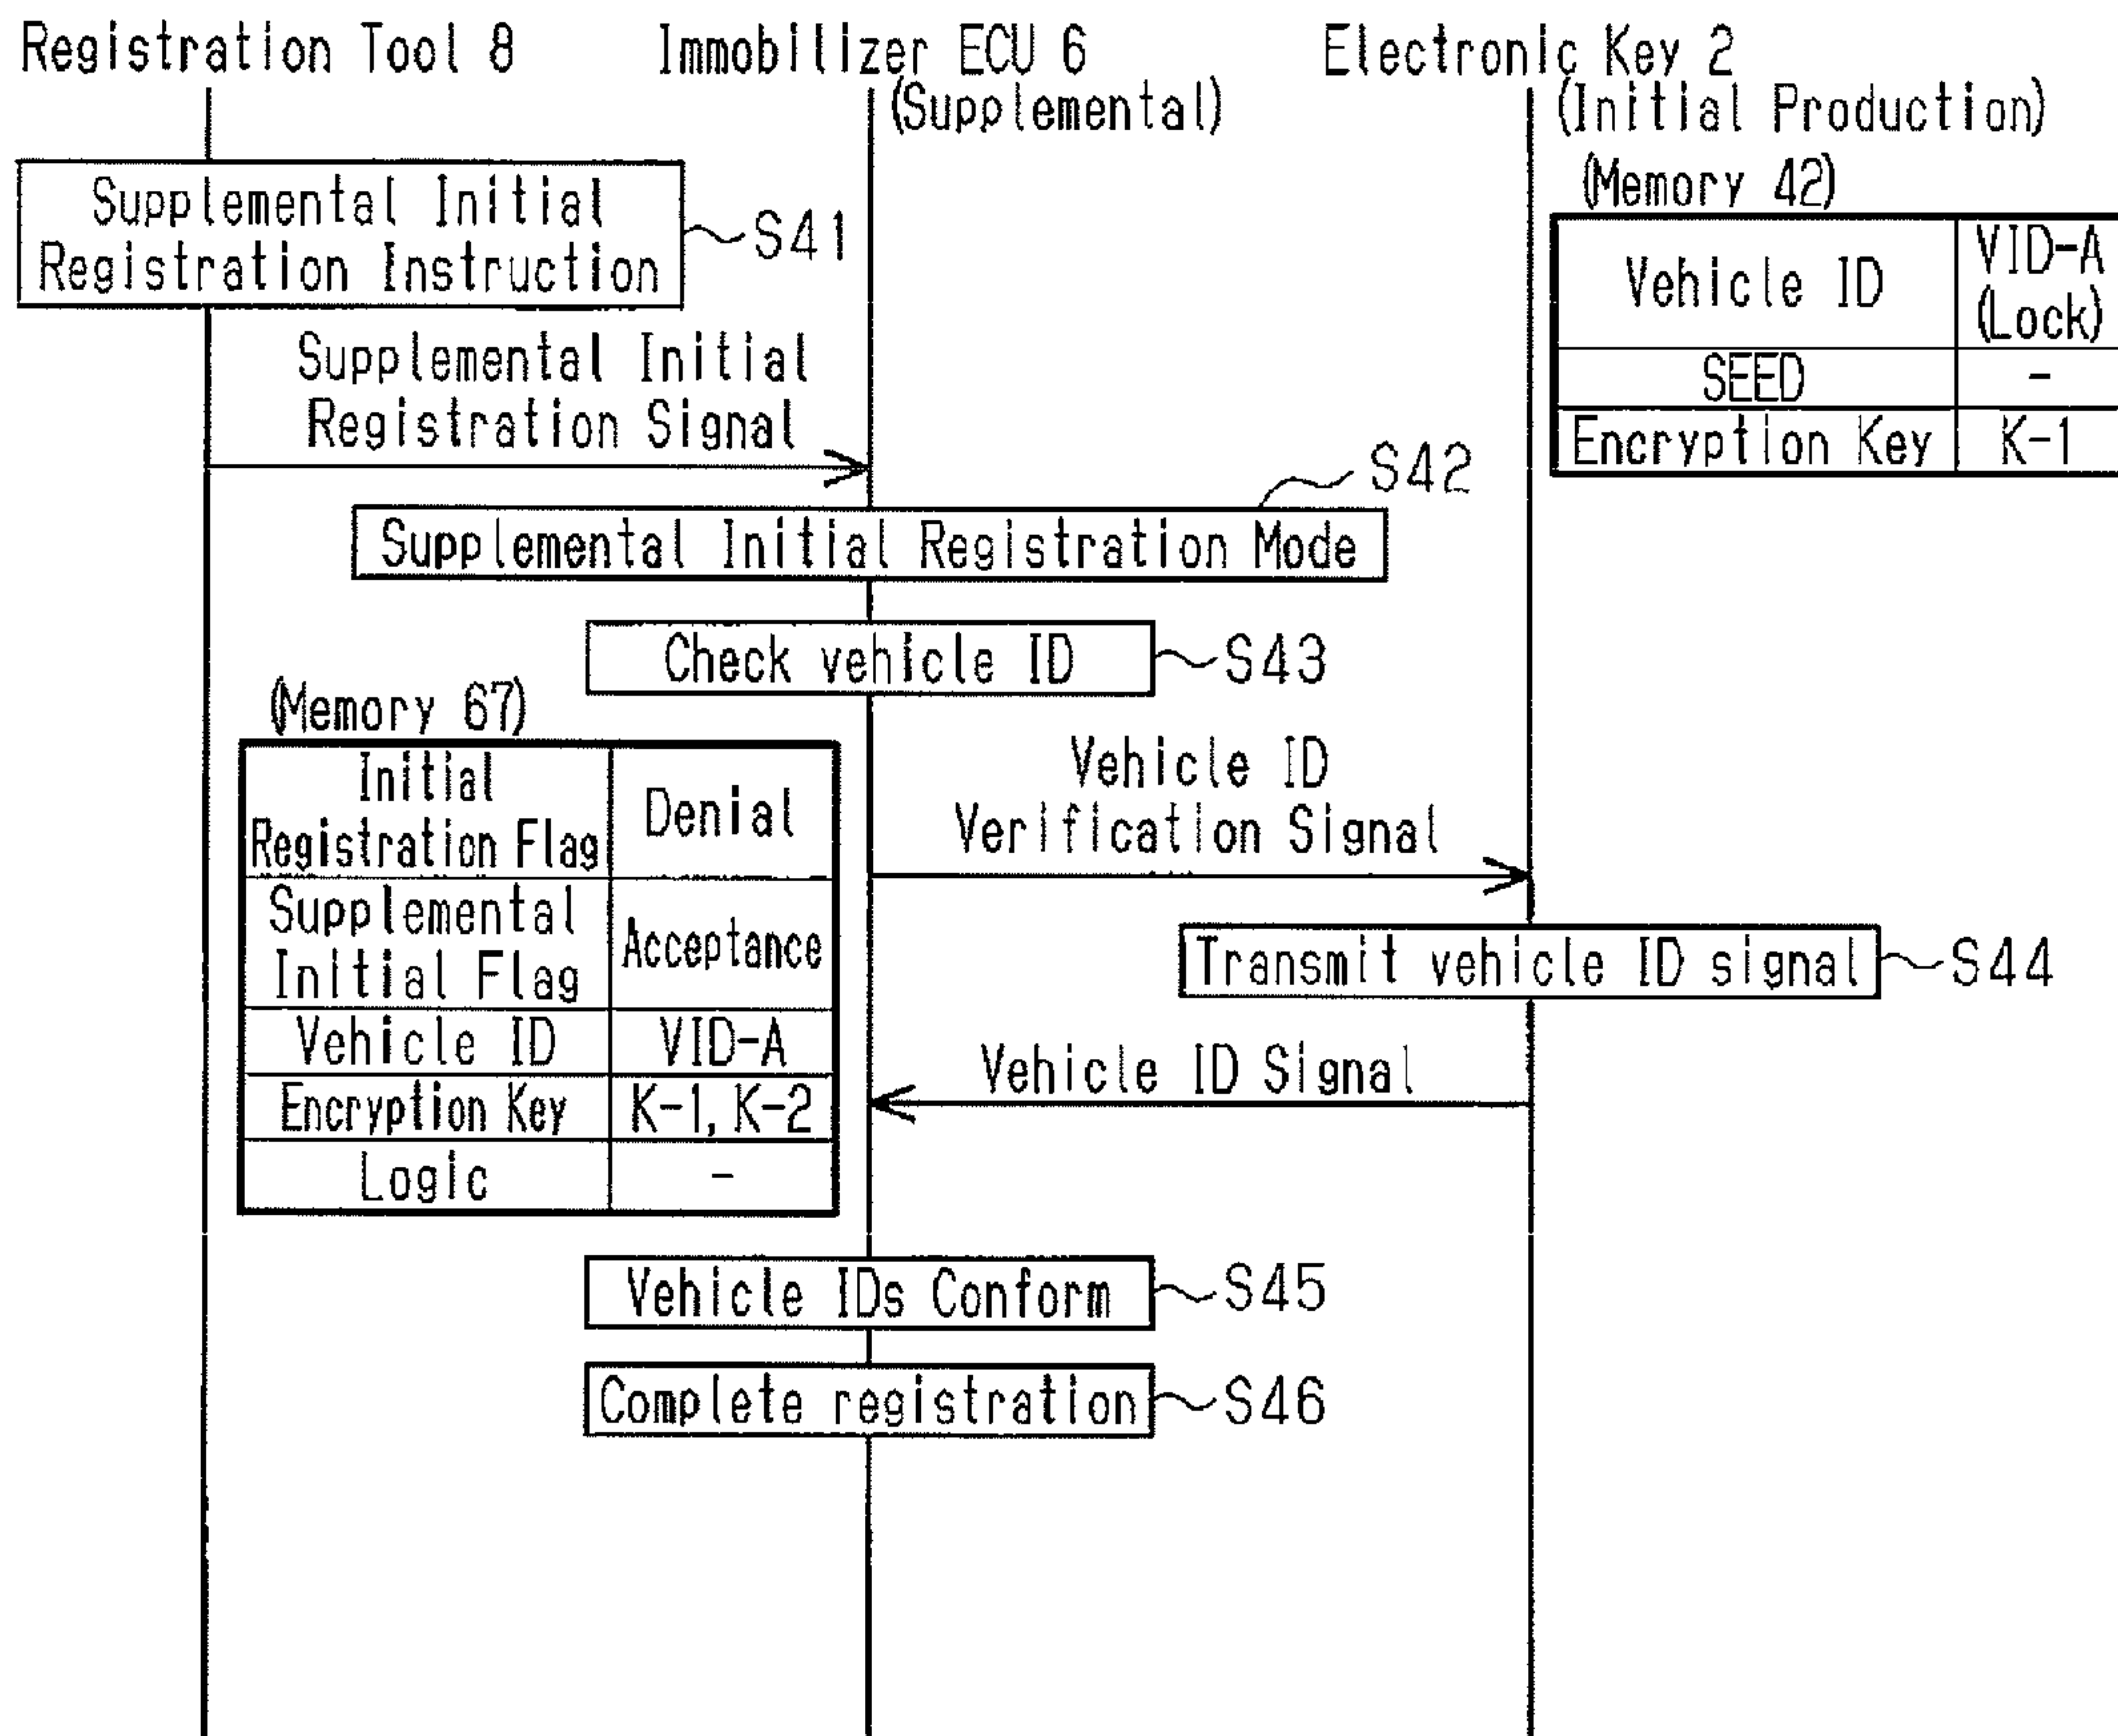 Registration Tool 8
Immobilizer ECU 6
(Supplemental)
Electronic Key 2
(Initial Production)
(Memory 42)
Vehicle ID
VID-A
(Lock)
SEED
-
Encryption Key
K-1
Supplemental Initial
Registration Instruction
S41
Supplemental Initial
Registration Signal
S42
Supplemental Initial Registration Mode
Check vehicle ID
S43
(Memory 67)
Initial
Registration Flag
Denial
Supplemental
Initial Flag
Acceptance
Vehicle ID
VID-A
Encryption Key
K-1, K-2
Logic
-
Vehicle ID
Verification Signal
Transmit vehicle ID signal
S44
Vehicle ID Signal
Vehicle IDs Conform
S45
Complete registration
S46